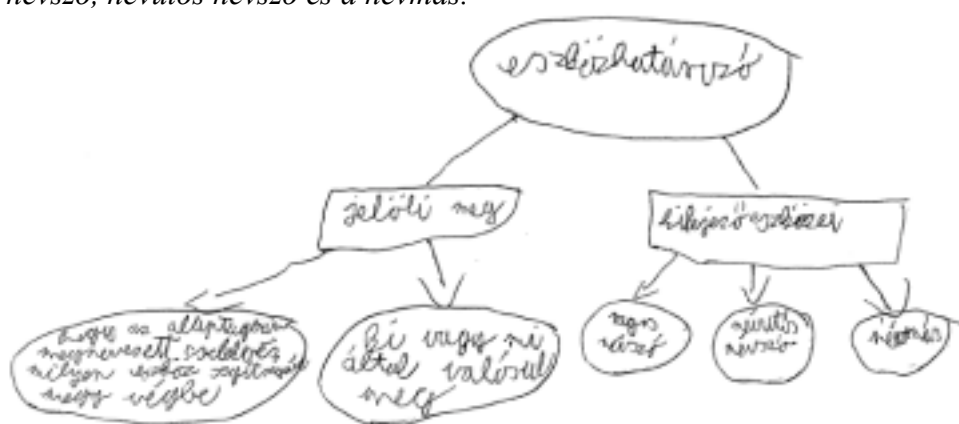 névszó, névutós névszó és a névmás.
eszközhatározó
jelöli meg
kifejező eszközei
hogy az alaptagban
megnevezett cselekvés
milyen eszköz segítségével
megy végbe
ki vagy ni
által valósul
meg
ragos
névszó
névutós
névszó
névmás